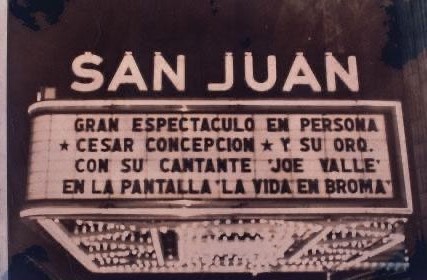 SAN JUAN
GRAN ESPECTACULO EN PERSONA
★ CESAR CONCEPCION ★ Y SU ORQ.
CON SU CANTANTE 'JOE VALLE'
EN LA PANTALLA 'LA VIDA EN BROMA'